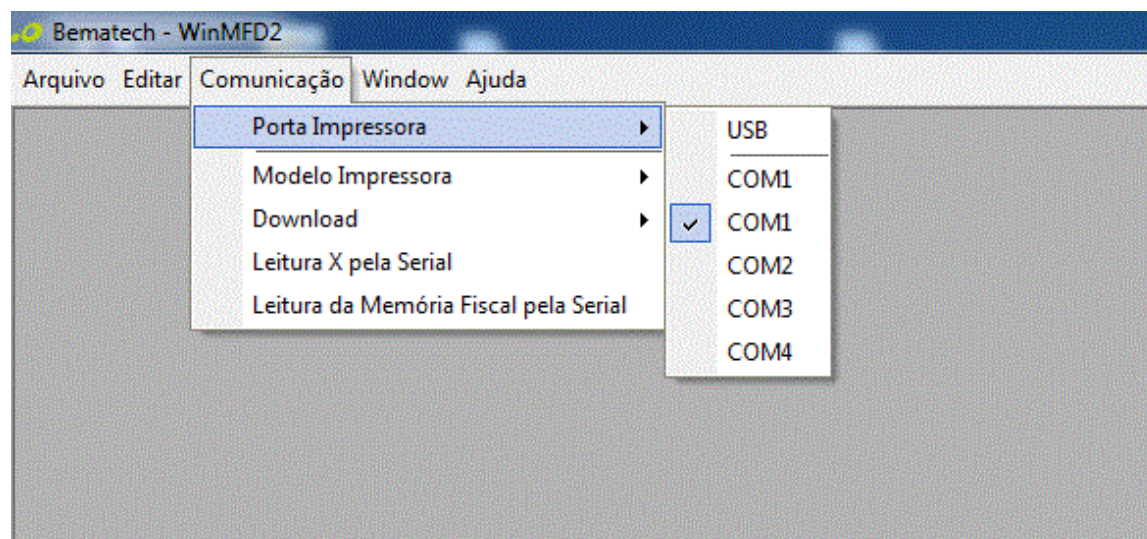 Bematech - WinMFD2
Arquivo Editar Comunicação Window Ajuda
Porta Impressora
Modelo Impressora
Download
Leitura X pela Serial
Leitura da Memória Fiscal pela Serial
USB
COM1
COM1
COM2
COM3
COM4